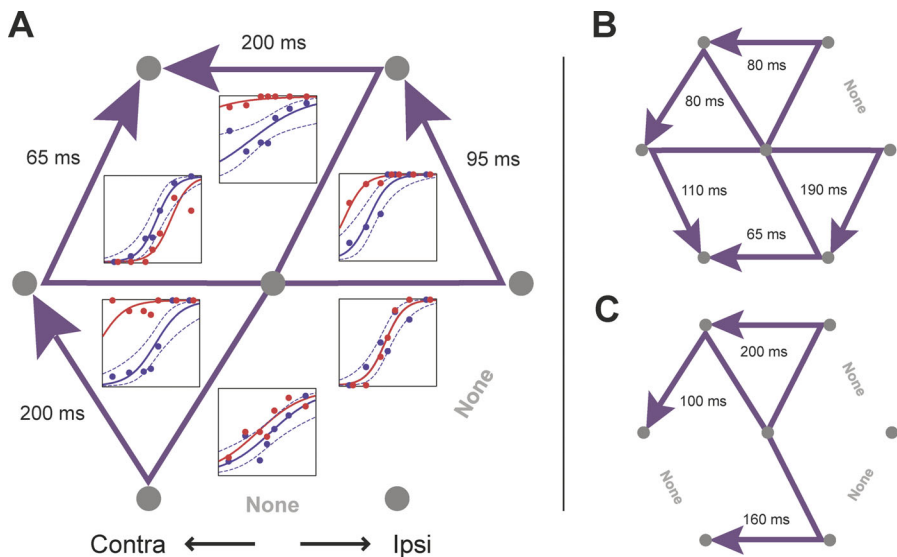 A
200 ms
65 ms
95 ms
200 ms
None
None
Contra
Ipsi
B
80 ms
None
80 ms
110 ms
190 ms
65 ms
C
200 ms
None
100 ms
None
None
160 ms